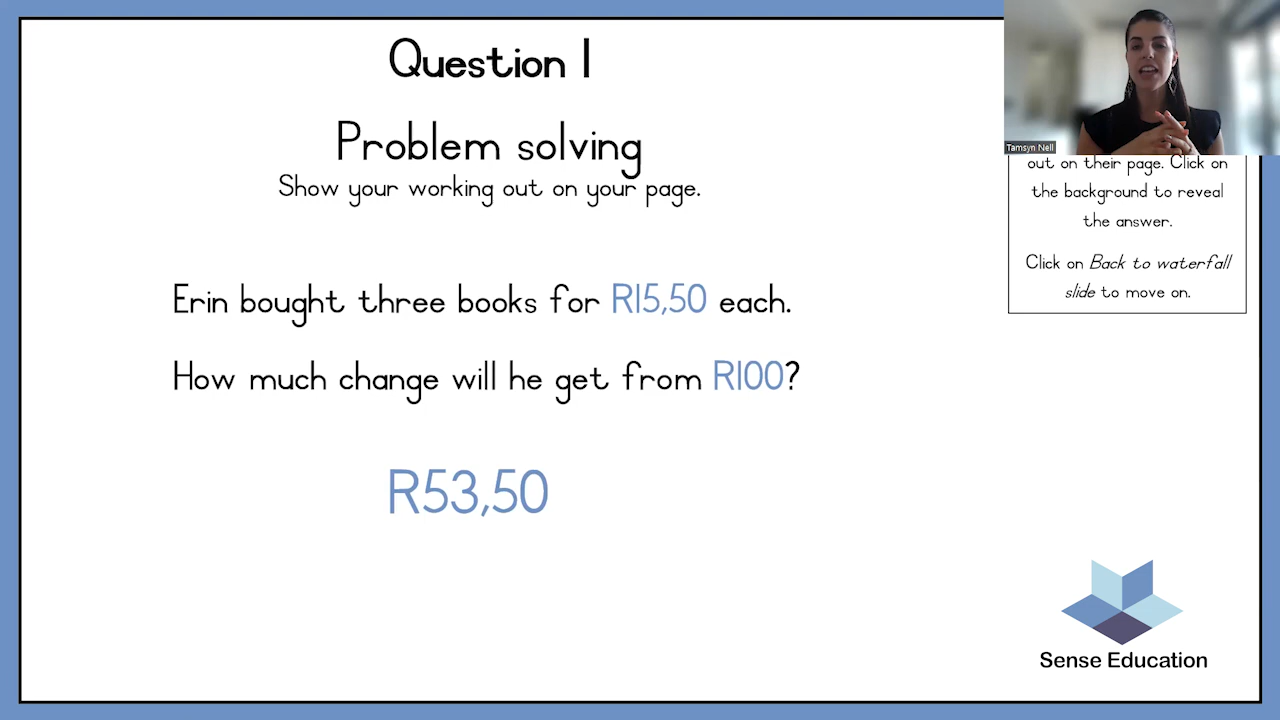 Question 1
Problem solving
Show your working out on your page.
Erin bought three books for R15,50 each.
How much change will he get from R100?
R53,50
Tamsyn Nell
out on their page. Click on
the background to reveal
the answer.
Click on Back to waterfall
slide to move on.
Sense Education